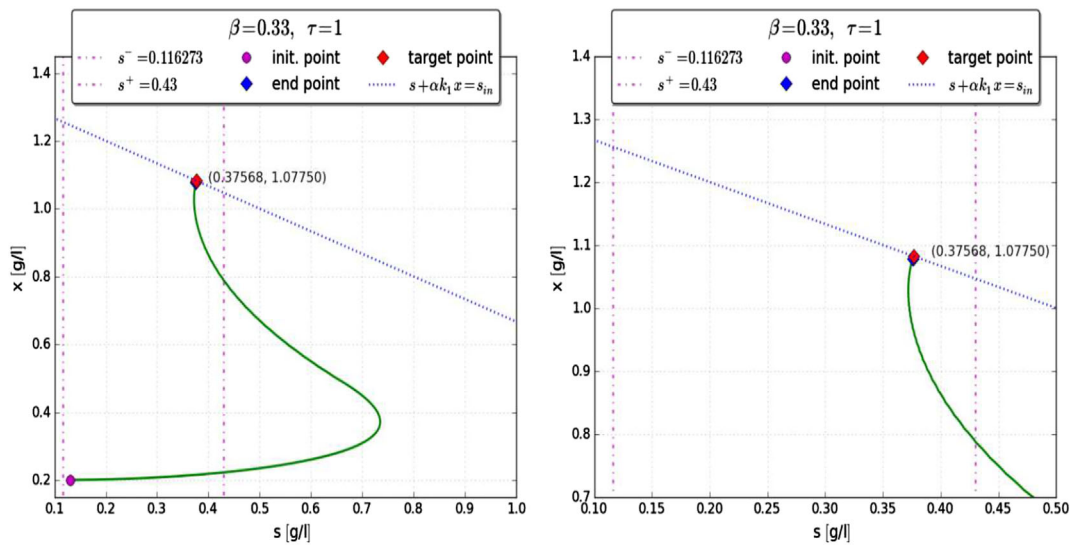 β=0.33, τ=1
s⁻=0.116273
init. point
target point
s⁺=0.43
end point
s+αk₁x=sᵢₙ
1.4
1.2
1.0
0.8
0.6
0.4
0.2
x [g/l]
(0.37568, 1.07750)
0.1 0.2 0.3 0.4 0.5 0.6 0.7 0.8 0.9 1.0
s [g/l]
β=0.33, τ=1
s⁻=0.116273
init. point
target point
s⁺=0.43
end point
s+αk₁x=sᵢₙ
1.4
1.3
1.2
1.1
1.0
0.9
0.8
0.7
x [g/l]
(0.37568, 1.07750)
0.10 0.15 0.20 0.25 0.30 0.35 0.40 0.45 0.50
s [g/l]